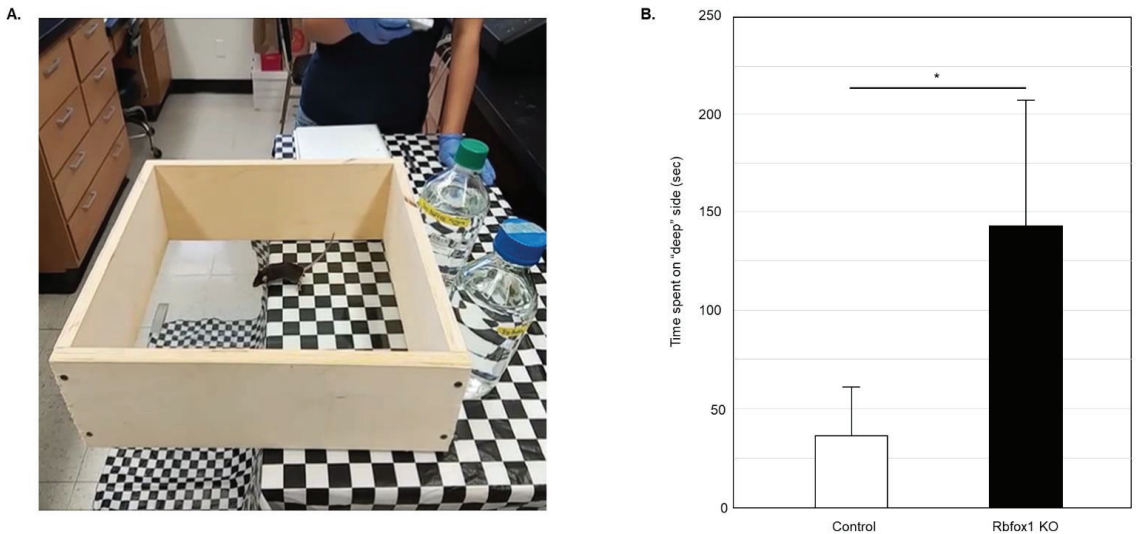 A.
B.
250
200
150
100
50
0
Time spent on "deep" side (sec)
*
Control
Rbfox1 KO